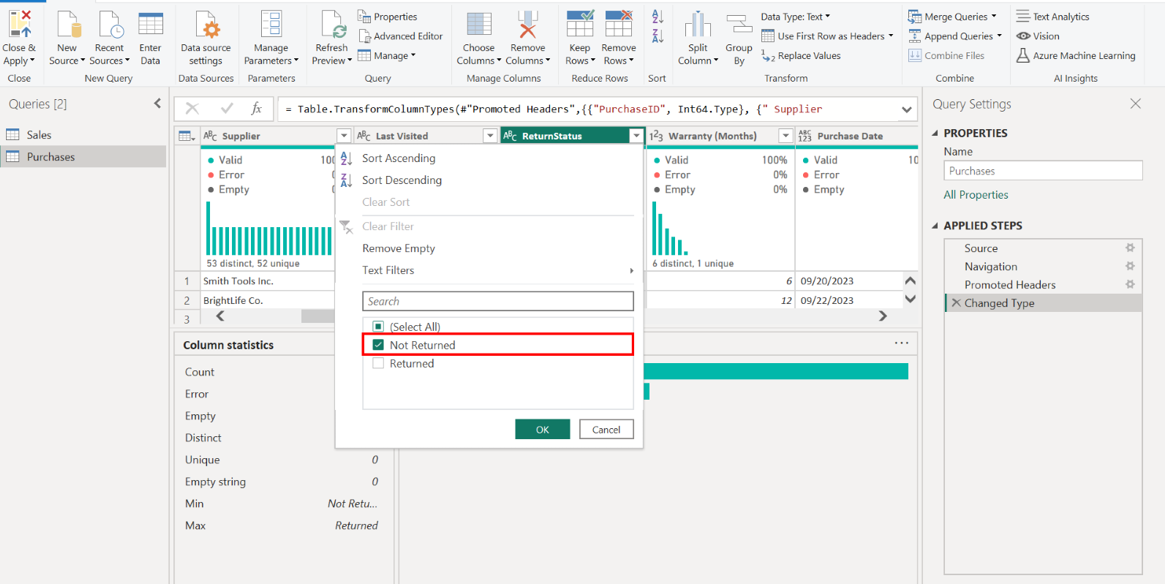 Close & Apply
New Source
Recent Sources
Enter Data
Data source settings
Manage Parameters
Refresh Preview
Properties
Advanced Editor
Manage
Choose Columns
Remove Columns
Keep Rows
Remove Rows
Split Column
Group By
Data Type: Text
Use First Row as Headers
Replace Values
Merge Queries
Append Queries
Combine Files
Text Analytics
Vision
Azure Machine Learning
Close
New Query
Data Sources
Parameters
Query
Manage Columns
Reduce Rows
Sort
Transform
Combine
AI Insights
Queries [2]
Sales
Purchases
fx
= Table.TransformColumnTypes(#"Promoted Headers",{{"PurchaseID", Int64.Type}, {" Supplier
ABC Supplier
ABC Last Visited
ABC ReturnStatus
123 Warranty (Months)
ABC 123 Purchase Date
Valid 100
Error 0
Empty 0
53 distinct, 52 unique
Valid 100%
Error 0%
Empty 0%
6 distinct, 1 unique
Valid 10
Error
Empty
1 Smith Tools Inc. 6 09/20/2023
2 BrightLife Co. 12 09/22/2023
3
Sort Ascending
Sort Descending
Clear Sort
Clear Filter
Remove Empty
Text Filters
Search
(Select All)
Not Returned
Returned
OK
Cancel
Column statistics
Count
Error
Empty
Distinct
Unique 0
Empty string 0
Min Not Retu...
Max Returned
Query Settings
PROPERTIES
Name
Purchases
All Properties
APPLIED STEPS
Source
Navigation
Promoted Headers
Changed Type